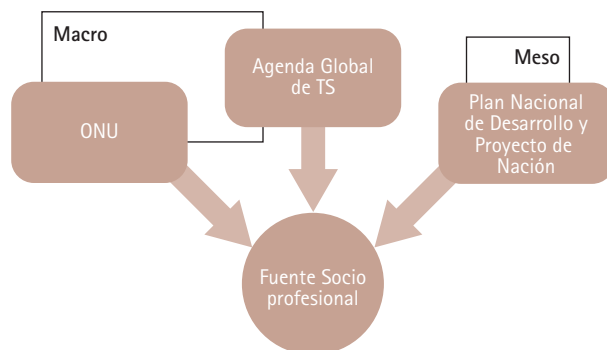 Macro
ONU
Agenda Global
de TS
Meso
Plan Nacional
de Desarrollo y
Proyecto de
Nación
Fuente Socio
profesional